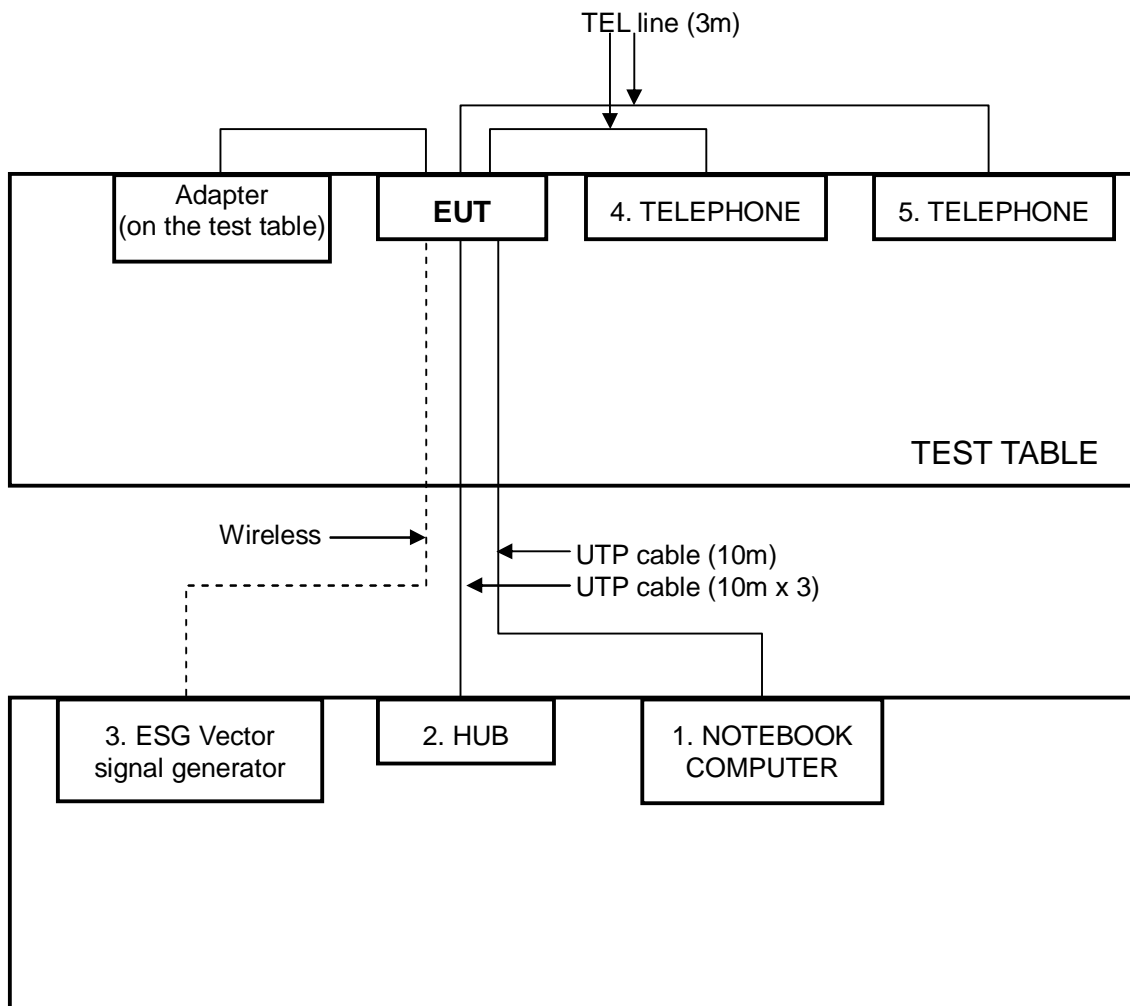 TEL line (3m)
Adapter
(on the test table)
EUT
4. TELEPHONE
5. TELEPHONE
TEST TABLE
Wireless
UTP cable (10m)
UTP cable (10m x 3)
3. ESG Vector
signal generator
2. HUB
1. NOTEBOOK
COMPUTER